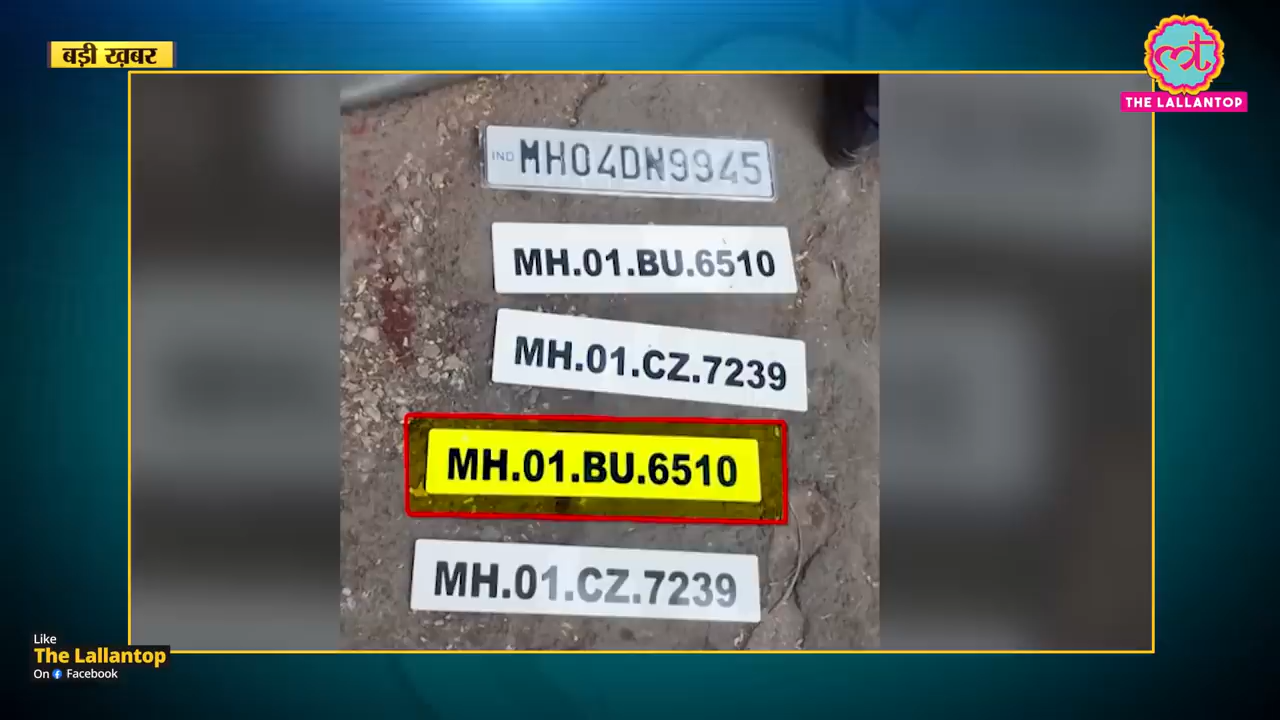 बड़ी ख़बर
THE LALLANTOP
IND MH04DN9945
MH.01.BU.6510
MH.01.CZ.7239
MH.01.BU.6510
MH.01.CZ.7239
Like
The Lallantop
On Facebook